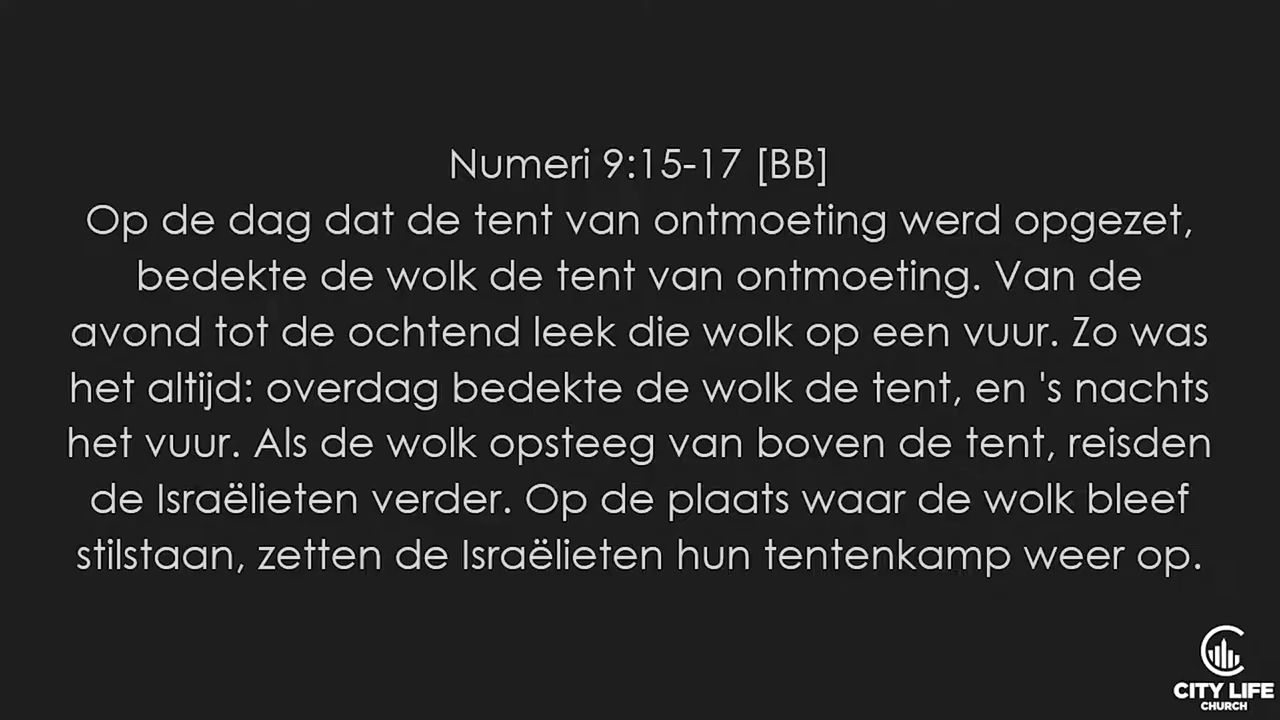 Numeri 9:15-17 [BB]
Op de dag dat de tent van ontmoeting werd opgezet,
bedekte de wolk de tent van ontmoeting. Van de
avond tot de ochtend leek die wolk op een vuur. Zo was
het altijd: overdag bedekte de wolk de tent, en 's nachts
het vuur. Als de wolk opsteeg van boven de tent, reisden
de Israëlieten verder. Op de plaats waar de wolk bleef
stilstaan, zetten de Israëlieten hun tentenkamp weer op.
CITY LIFE
CHURCH